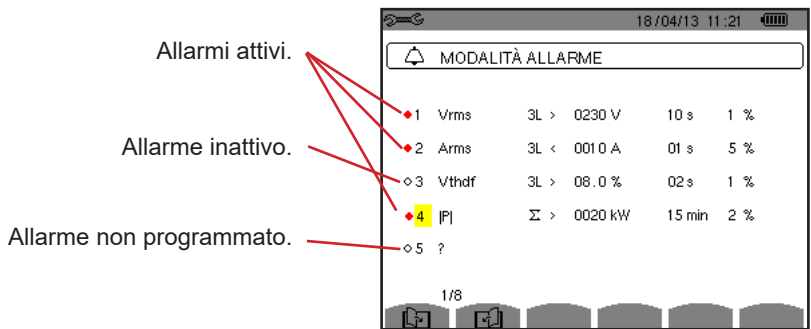 18/04/13 11:21
MODALITÀ ALLARME
Allarmi attivi.
1 Vrms 3L > 0230 V 10 s 1 %
Allarme inattivo.
2 Arms 3L < 0010 A 01 s 5 %
3 Vthdf 3L > 08.0 % 02 s 1 %
4 |P| Σ > 0020 kW 15 min 2 %
Allarme non programmato.
5 ?
1/8